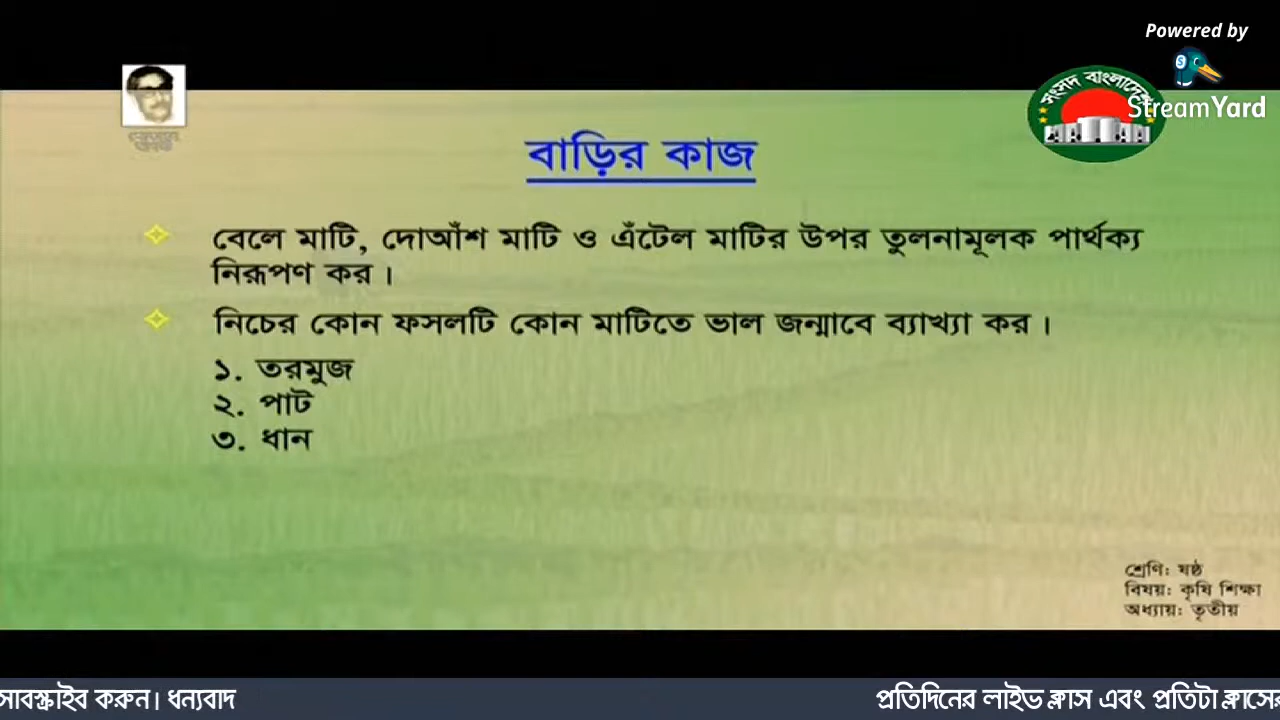 Powered by
StreamYard
সংসদ বাংলাদেশ
বাড়ির কাজ
বেলে মাটি, দোআঁশ মাটি ও এঁটেল মাটির উপর তুলনামূলক পার্থক্য
নিরূপণ কর।
নিচের কোন ফসলটি কোন মাটিতে ভাল জন্মাবে ব্যাখ্যা কর।
১. তরমুজ
২. পাট
৩. ধান
শ্রেণি: ষষ্ঠ
বিষয়: কৃষি শিক্ষা
অধ্যায়: তৃতীয়
সাবস্ক্রাইব করুন। ধন্যবাদ
প্রতিদিনের লাইভ ক্লাস এবং প্রতিটা ক্লাসের